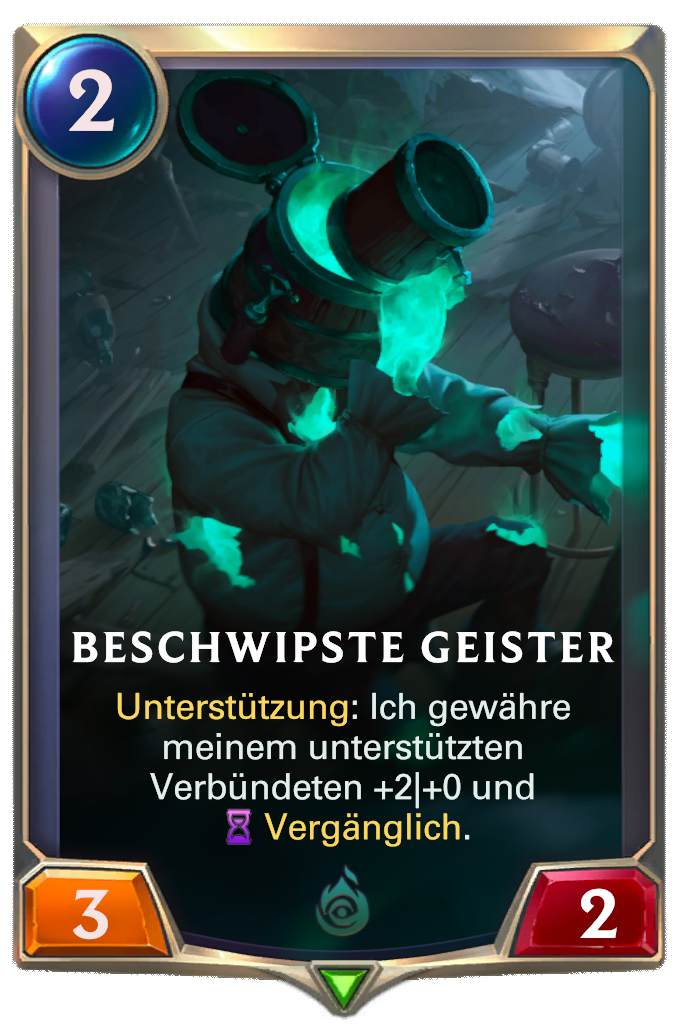 2
BESCHWIPSTE GEISTER
Unterstützung: Ich gewähre
meinem unterstützten
Verbündeten +2|+0 und
Vergänglich.
3
2